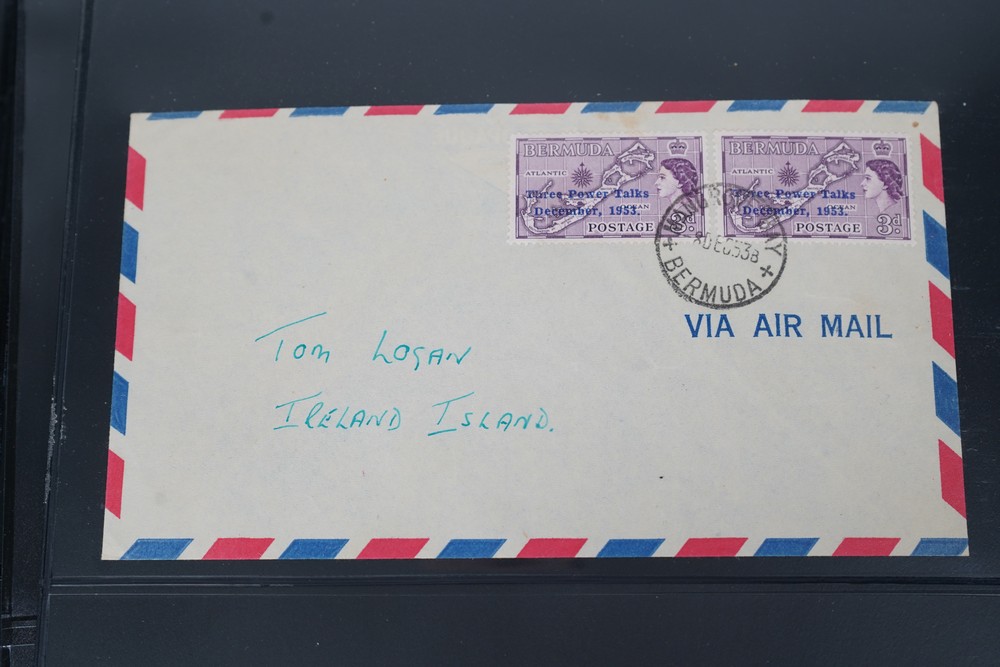 BERMUDA
ATLANTIC
Three Power Talks
December, 1953.
POSTAGE
3d
BERMUDA
ATLANTIC
OCEAN
Three Power Talks
December, 1953.
POSTAGE
3d
BERMUDA
VIA AIR MAIL
Tom Logan
Ireland Island.